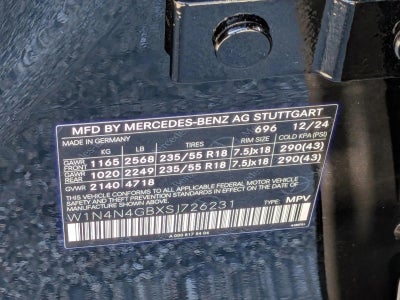 MFD BY MERCEDES-BENZ AG STUTTGART
696 12/24
KG LB TIRES RIM SIZE COLD KPA (PSI)
GAWR FRONT 1165 2568 235/55 R18 7.5Jx18 290(43)
GAWR REAR 1020 2249 235/55 R18 7.5Jx18 290(43)
GVWR 2140 4718
THIS VEHICLE CONFORMS TO ALL APPLICABLE U.S. FEDERAL MOTOR VEHICLE
SAFETY AND THEFT PREVENTION STANDARDS IN EFFECT ON THE DATE OF
MANUFACTURE SHOWN ABOVE.
W1N4N4GBXSJ726231 TYPE: MPV